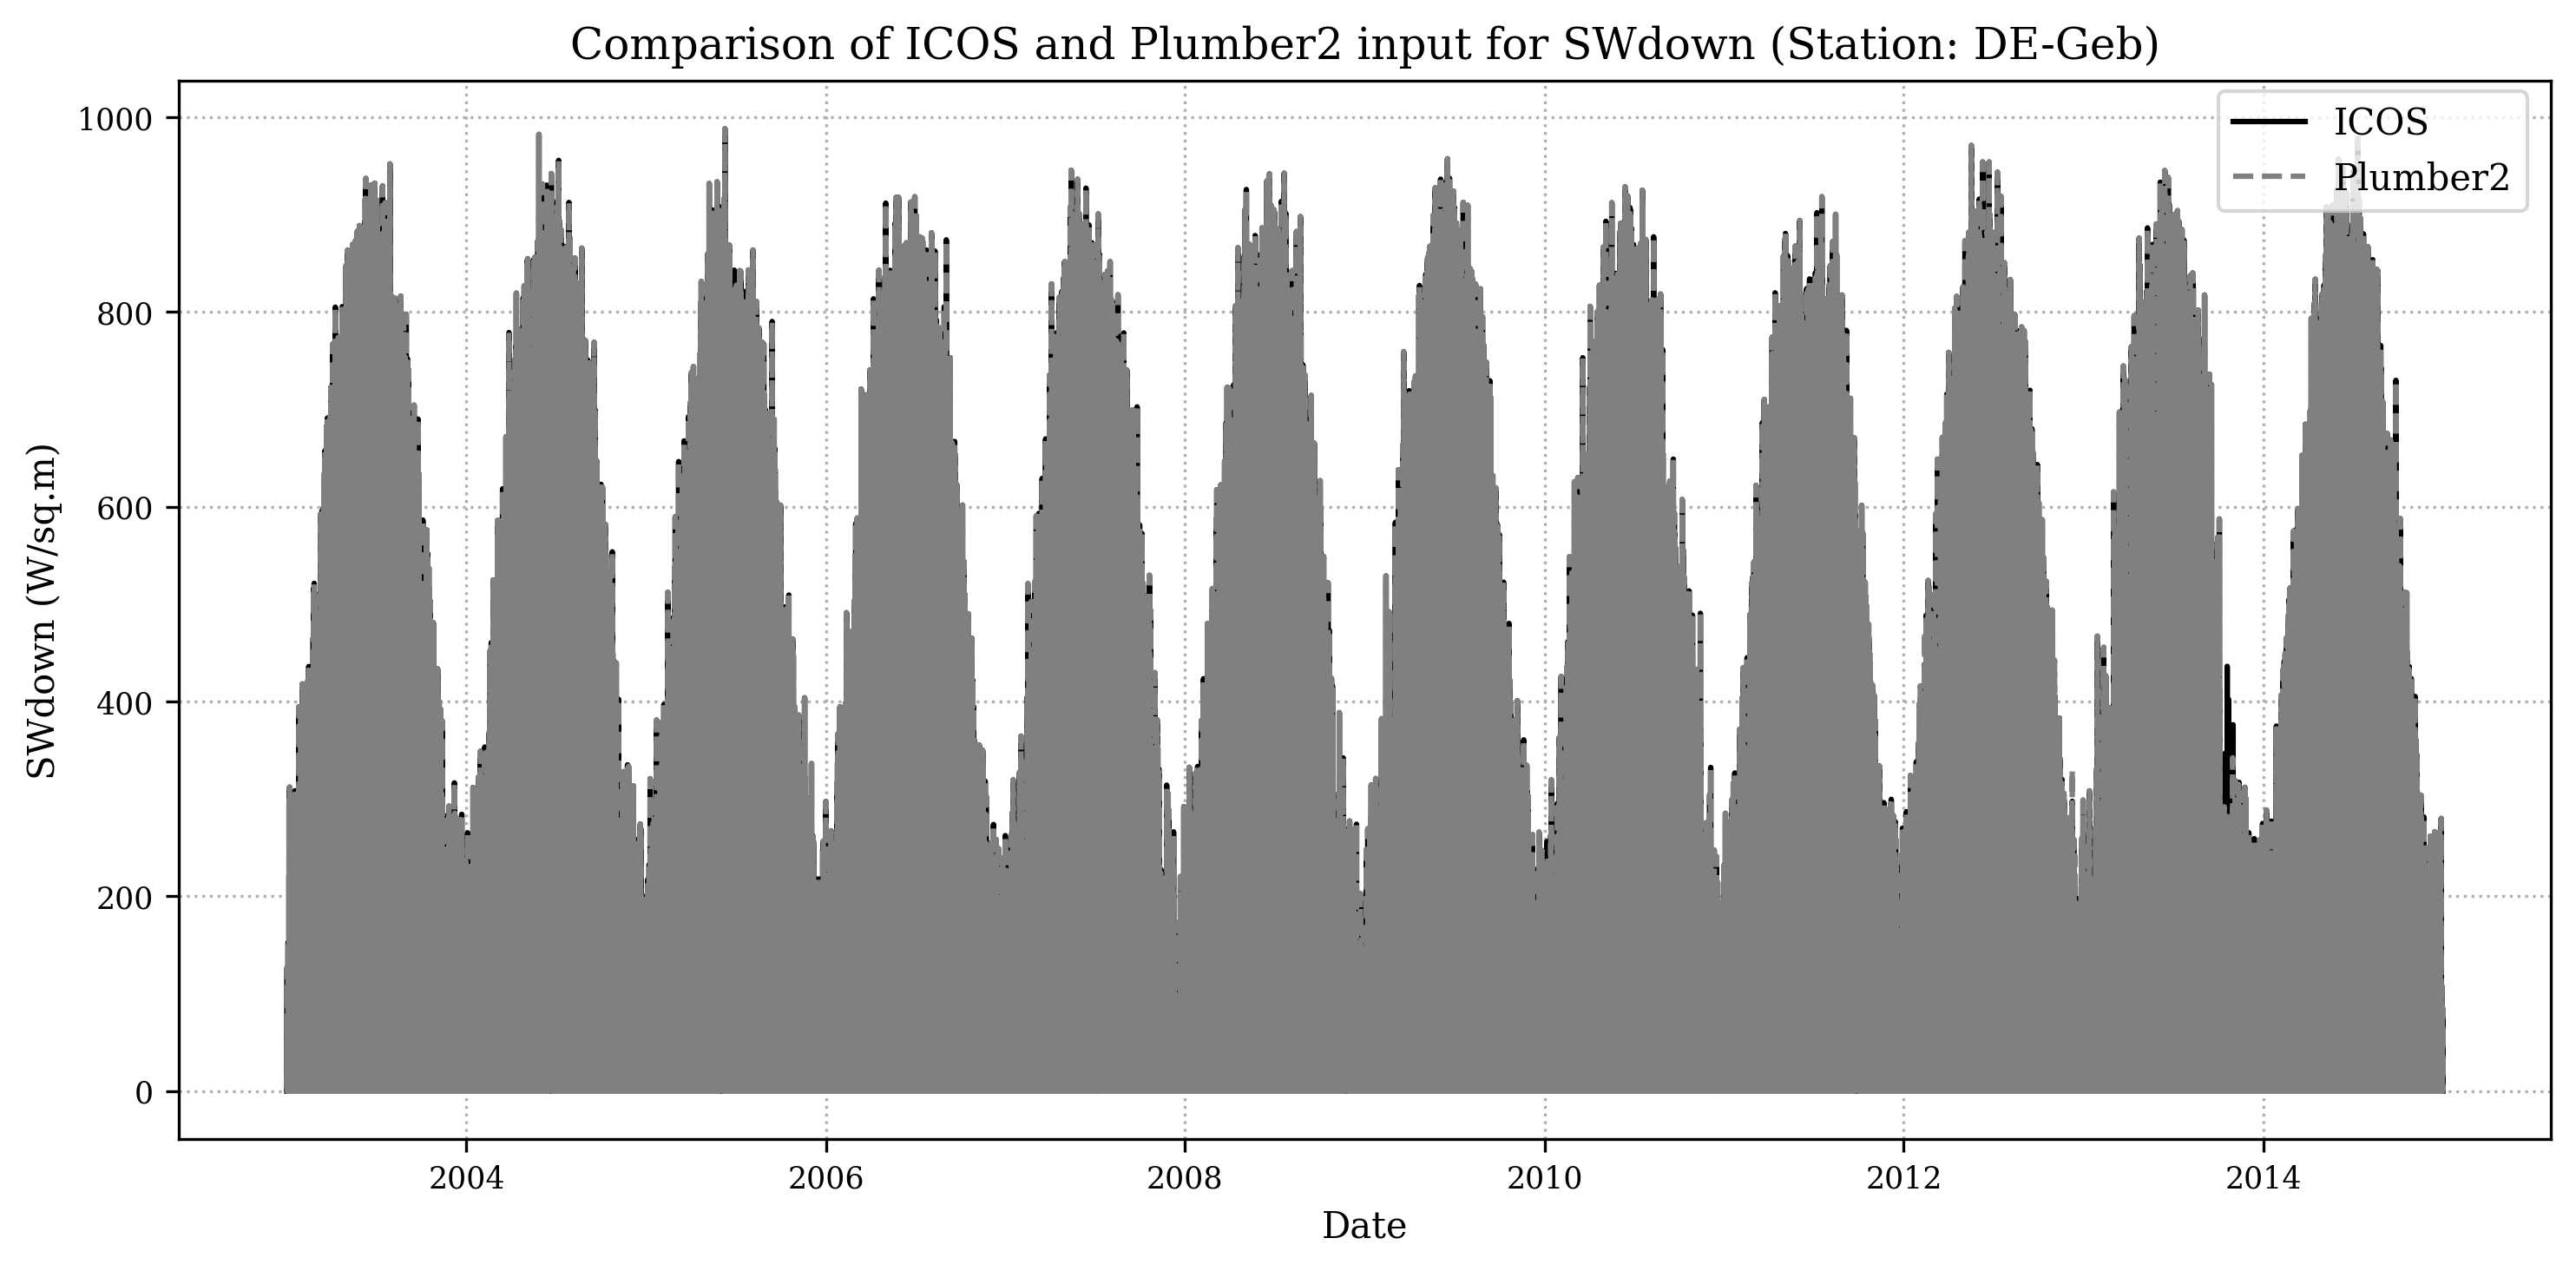 Comparison of ICOS and Plumber2 input for SWdown (Station: DE-Geb)
ICOS
Plumber2
SWdown (W/sq.m)
1000
800
600
400
200
0
2004 2006 2008 2010 2012 2014
Date